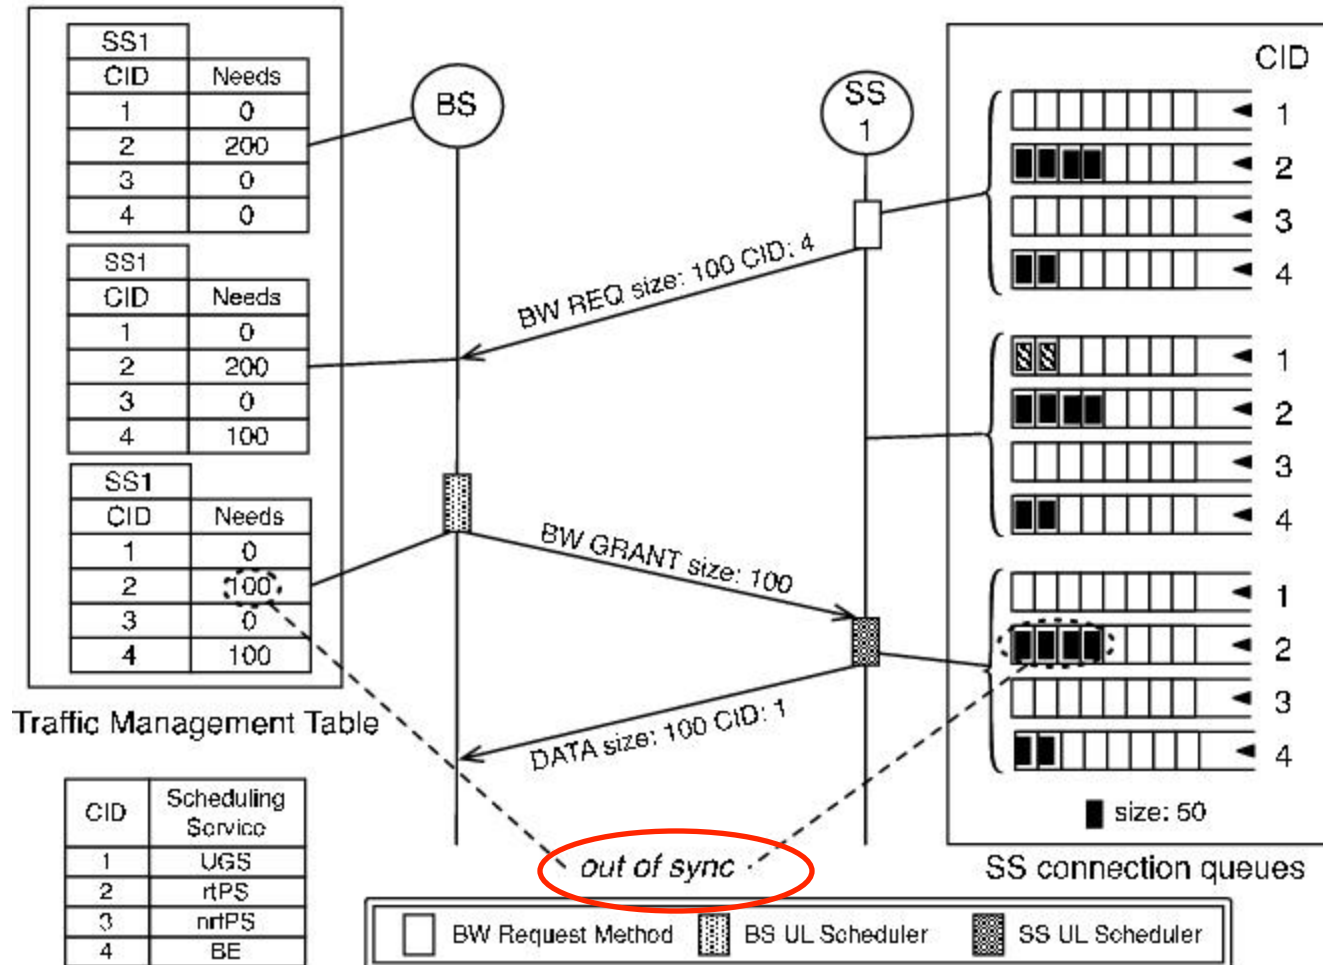 SS1
CID Needs
1 0
2 200
3 0
4 0
SS1
CID Needs
1 0
2 200
3 0
4 100
SS1
CID Needs
1 0
2 100
3 0
4 100
Traffic Management Table
CID Scheduling Service
1 UGS
2 rtPS
3 nrtPS
4 BE
BS
SS
1
BW REQ size: 100 CID: 4
BW GRANT size: 100
DATA size: 100 CID: 1
out of sync
CID
1
2
3
4
1
2
3
4
1
2
3
4
size: 50
SS connection queues
BW Request Method BS UL Scheduler SS UL Scheduler